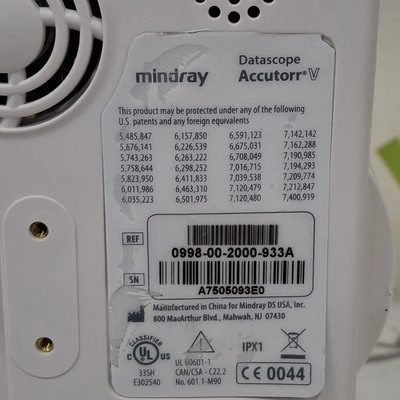 mindray
Datascope
Accutorr® V
This product may be protected under any of the following
U.S. patents and any foreign equivalents
5,485,847 6,157,850 6,591,123 7,142,142
5,676,141 6,226,539 6,675,031 7,162,288
5,743,263 6,263,222 6,708,049 7,190,985
5,758,644 6,298,252 7,016,715 7,194,293
5,823,950 6,411,833 7,039,538 7,209,774
6,011,986 6,463,310 7,120,479 7,212,847
6,035,223 6,501,975 7,120,480 7,400,919
REF
0998-00-2000-933A
SN
A7505093E0
Manufactured in China for Mindray DS USA, Inc.
800 MacArthur Blvd., Mahwah, NJ 07430
CLASSIFIED
C UL US
33SH
E302540
UL 60601-1
CAN/CSA - C22.2
No. 601.1-M90
IPX1
CE 0044